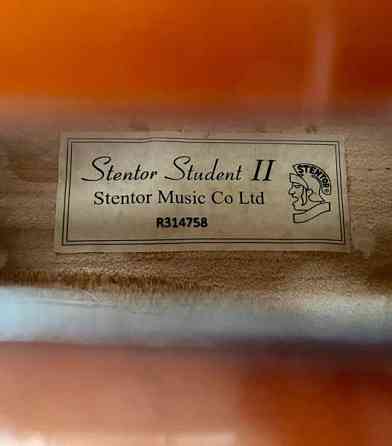 Stentor Student II
Stentor Music Co Ltd
R314758
STENTOR